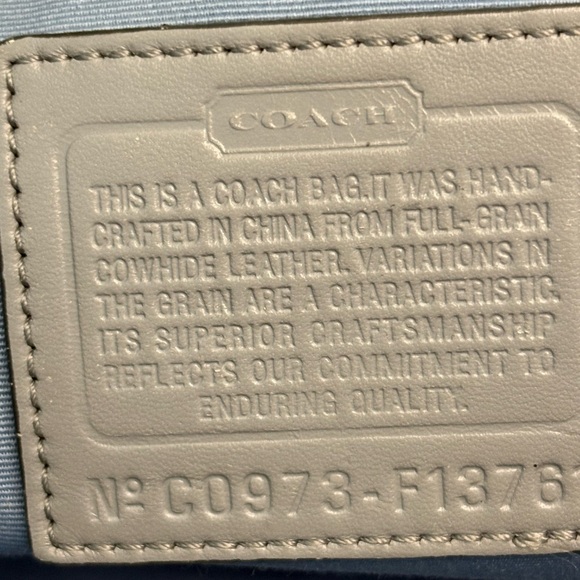 COACH
THIS IS A COACH BAG.IT WAS HAND-
CRAFTED IN CHINA FROM FULL-GRAIN
COWHIDE LEATHER. VARIATIONS IN
THE GRAIN ARE A CHARACTERISTIC.
ITS SUPERIOR CRAFTSMANSHIP
REFLECTS OUR COMMITMENT TO
ENDURING QUALITY.
Nº C0973-F1376